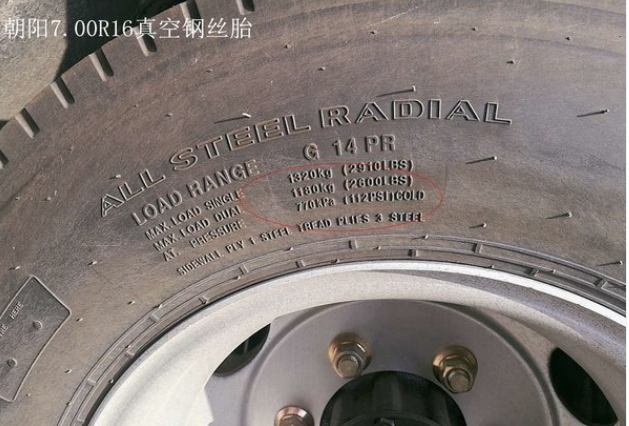 朝阳7.00R16真空钢丝胎
ALL STEEL RADIAL
LOAD RANGE G 14 PR
MAX LOAD SINGLE 1320kg (2910LBS)
MAX LOAD DUAL 1180kg (2600LBS)
AT. PRESSURE 770kPa (112PSI)COLD
SIDEWALL PLY 1 STEEL TREAD PLIES 3 STEEL
HERE